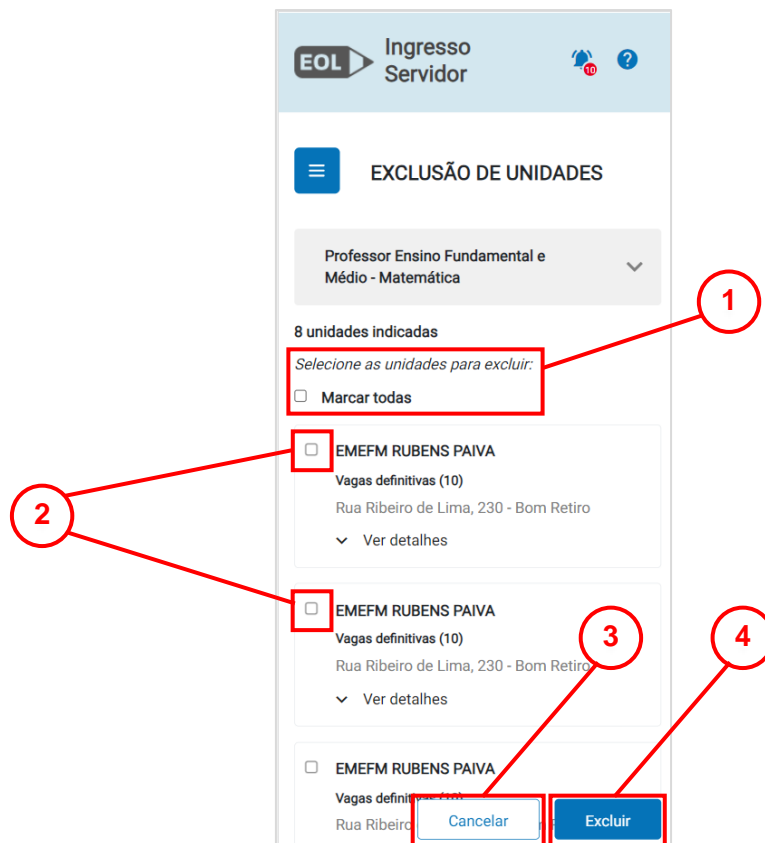 EOL
Ingresso
Servidor
10
?
EXCLUSÃO DE UNIDADES
Professor Ensino Fundamental e
Médio - Matemática
1
8 unidades indicadas
Selecione as unidades para excluir:
Marcar todas
EMEFM RUBENS PAIVA
Vagas definitivas (10)
2
Rua Ribeiro de Lima, 230 - Bom Retiro
Ver detalhes
EMEFM RUBENS PAIVA
Vagas definitivas (10)
3
4
Rua Ribeiro de Lima, 230 - Bom Retiro
Ver detalhes
EMEFM RUBENS PAIVA
Vagas
Rua
Cancelar
Excluir